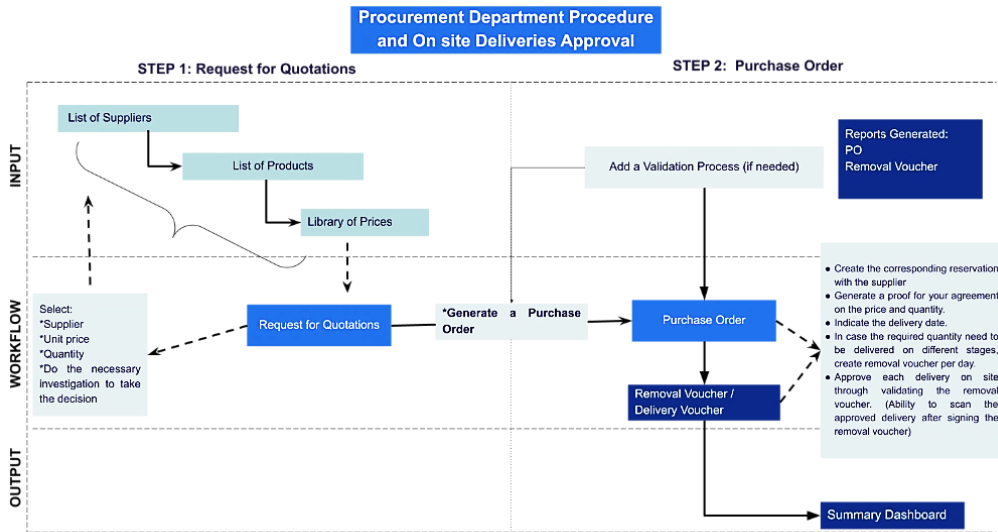 Procurement Department Procedure
and On site Deliveries Approval
STEP 1: Request for Quotations
STEP 2: Purchase Order
INPUT
List of Suppliers
List of Products
Library of Prices
Add a Validation Process (if needed)
Reports Generated:
PO
Removal Voucher
WORKFLOW
Select:
*Supplier
*Unit price
*Quantity
*Do the necessary
investigation to take
the decision
Request for Quotations
*Generate a Purchase
Order
Purchase Order
Removal Voucher /
Delivery Voucher
• Create the corresponding reservation
with the supplier
• Generate a proof for your agreement
on the price and quantity.
• Indicate the delivery date.
• In case the required quantity need to
be delivered on different stages,
create removal voucher per day.
• Approve each delivery on site
through validating the removal
voucher. (Ability to scan the
approved delivery after signing the
removal voucher)
OUTPUT
Summary Dashboard